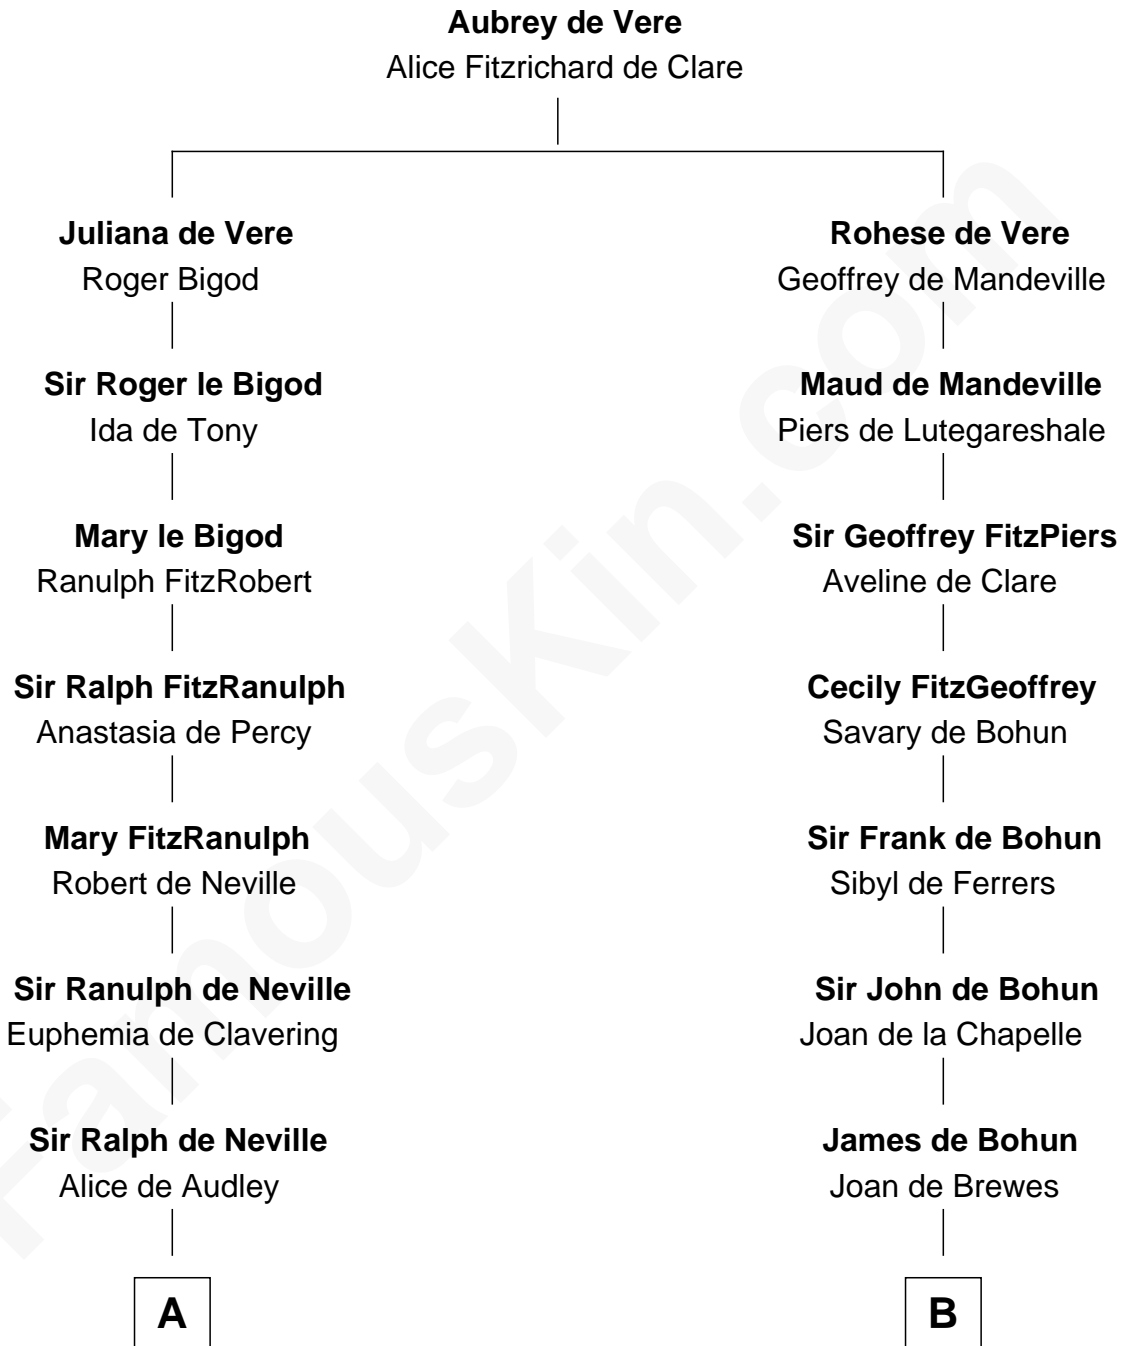 Aubrey de Vere
Alice Fitzrichard de Clare
Juliana de Vere
Roger Bigod
Rohese de Vere
Geoffrey de Mandeville
Sir Roger le Bigod
Ida de Tony
Maud de Mandeville
Piers de Lutegareshale
Mary le Bigod
Ranulph FitzRobert
Sir Geoffrey FitzPiers
Aveline de Clare
Sir Ralph FitzRanulph
Anastasia de Percy
Cecily FitzGeoffrey
Savary de Bohun
Mary FitzRanulph
Robert de Neville
Sir Frank de Bohun
Sibyl de Ferrers
Sir Ranulph de Neville
Euphemia de Clavering
Sir John de Bohun
Joan de la Chapelle
Sir Ralph de Neville
Alice de Audley
James de Bohun
Joan de Brewes
A
B
FamousKin.com